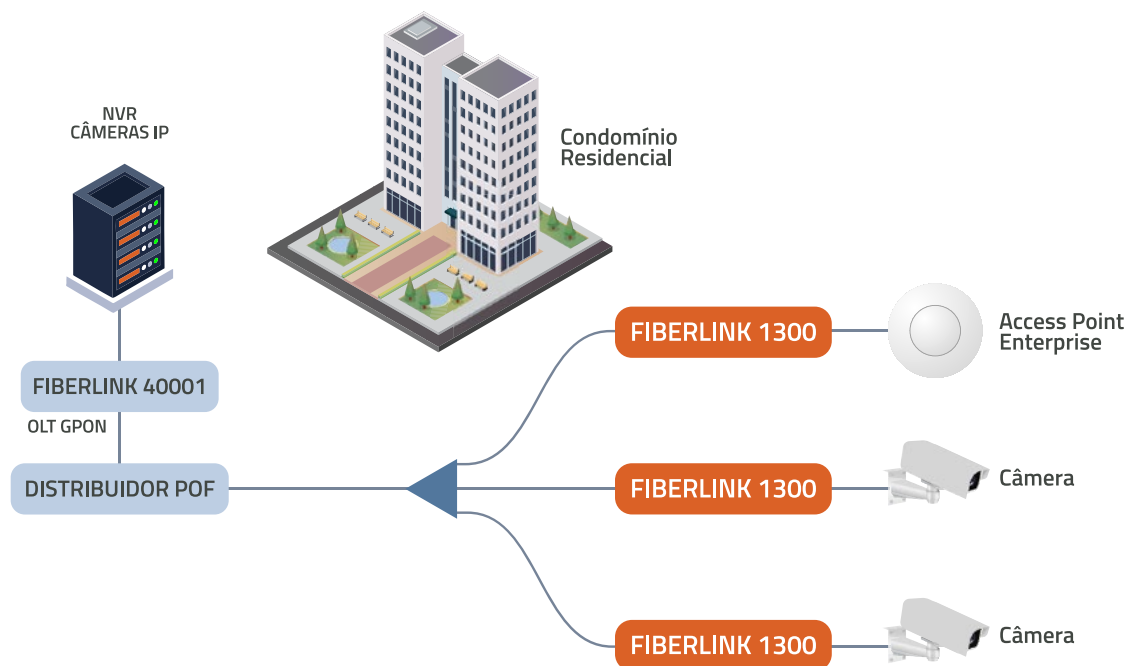 NVR
CÂMERAS IP
Condomínio
Residencial
FIBERLINK 1300
Access Point
Enterprise
FIBERLINK 40001
OLT GPON
DISTRIBUIDOR POF
FIBERLINK 1300
Câmera
FIBERLINK 1300
Câmera